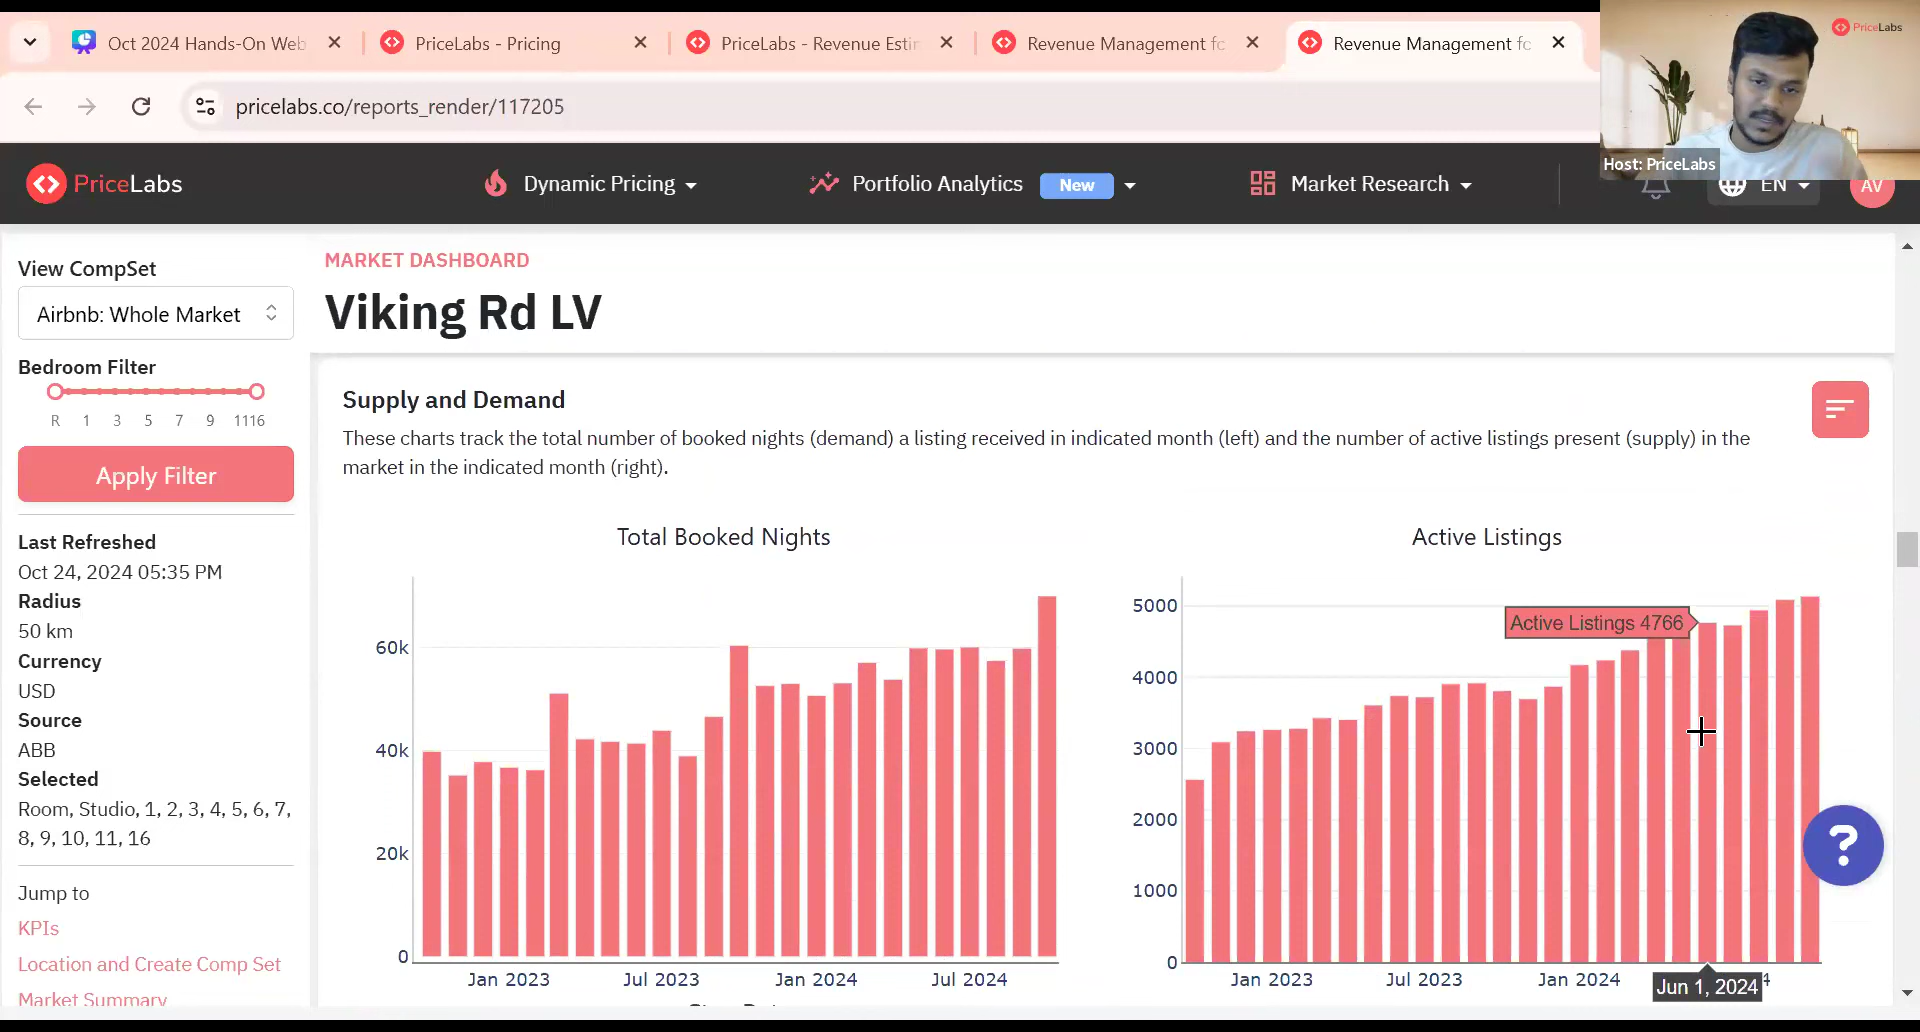 Oct 2024 Hands-On Web
PriceLabs - Pricing
PriceLabs - Revenue Estin
Revenue Management fc
Revenue Management fc
pricelabs.co/reports_render/117205
PriceLabs
Host: PriceLabs
PriceLabs
Dynamic Pricing
Portfolio Analytics
New
Market Research
EN
AV
View CompSet
Airbnb: Whole Market
Bedroom Filter
R 1 3 5 7 9 1116
Apply Filter
Last Refreshed
Oct 24, 2024 05:35 PM
Radius
50 km
Currency
USD
Source
ABB
Selected
Room, Studio, 1, 2, 3, 4, 5, 6, 7,
8, 9, 10, 11, 16
Jump to
KPIs
Location and Create Comp Set
Market Summary
MARKET DASHBOARD
Viking Rd LV
Supply and Demand
These charts track the total number of booked nights (demand) a listing received in indicated month (left) and the number of active listings present (supply) in the
market in the indicated month (right).
Total Booked Nights
60k
40k
20k
0
Jan 2023
Jul 2023
Jan 2024
Jul 2024
Active Listings
5000
4000
3000
2000
1000
0
Active Listings 4766
Jan 2023
Jul 2023
Jan 2024
Jun 1, 2024
?